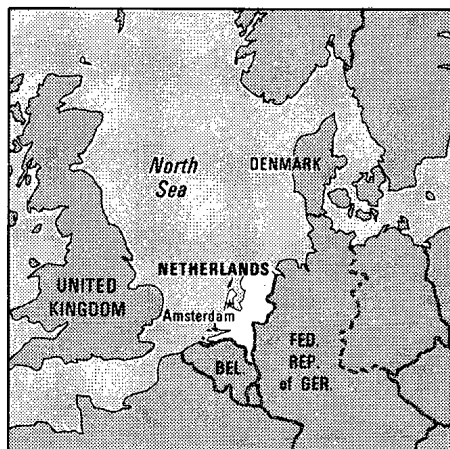 North
Sea
DENMARK
NETHERLANDS
UNITED
KINGDOM
Amsterdam
FED.
REP.
of GER.
BEL.